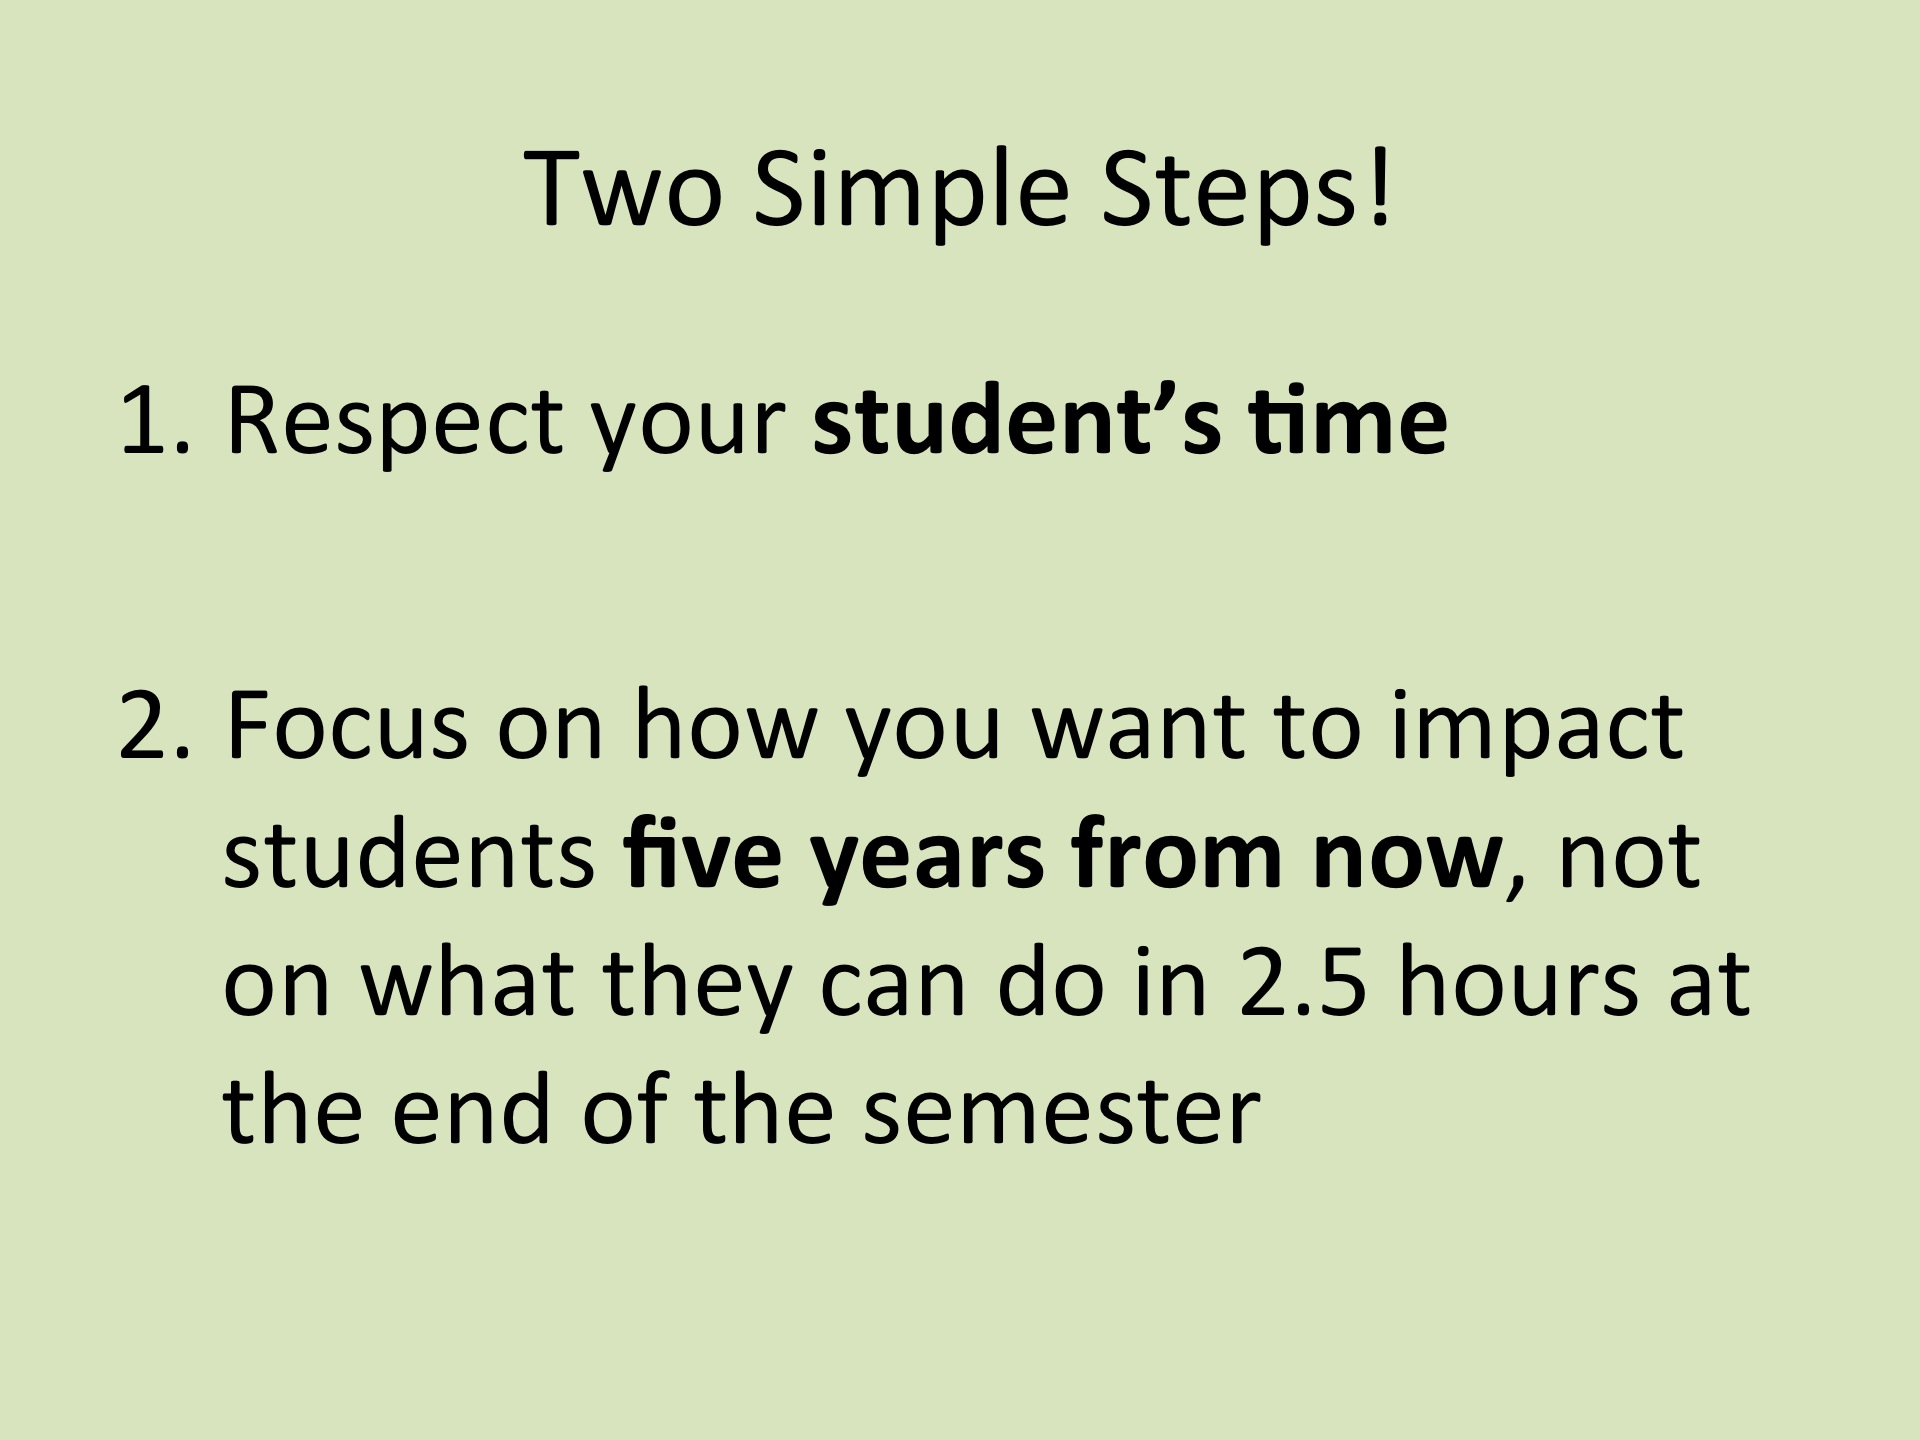 Two Simple Steps!
1. Respect your student’s time
2. Focus on how you want to impact
students five years from now, not
on what they can do in 2.5 hours at
the end of the semester